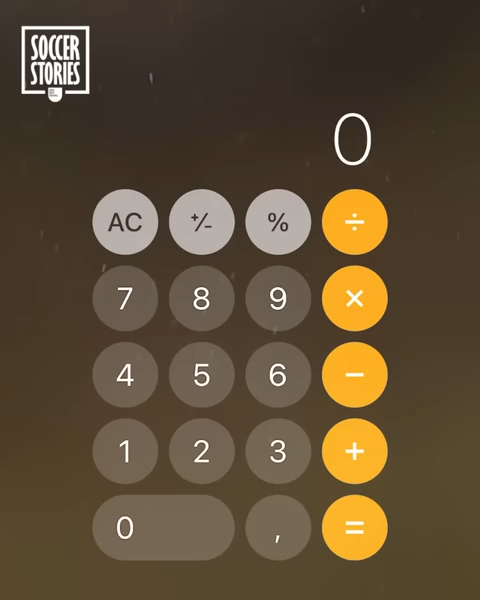 SOCCER
STORIES
0
AC +/- % ÷
7 8 9 ×
4 5 6 −
1 2 3 +
0 , =